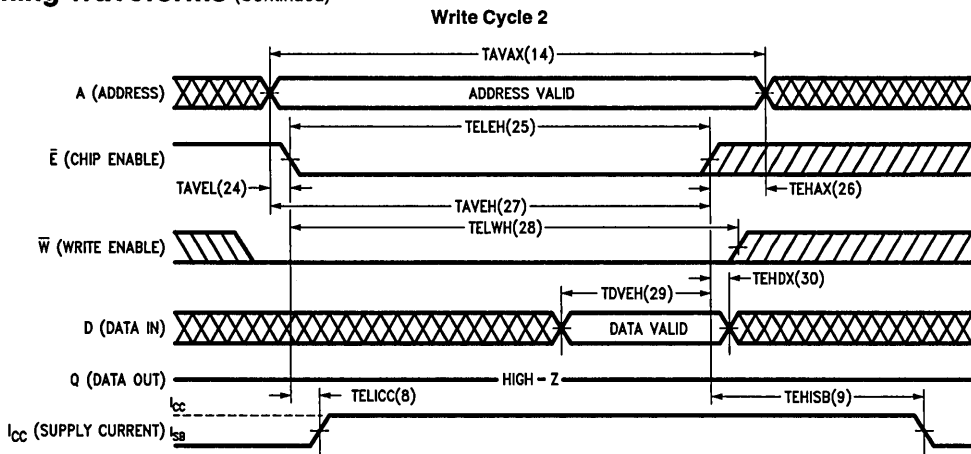 (Continued)
Write Cycle 2
TAVAX(14)
A (ADDRESS)
ADDRESS VALID
TELEH(25)
Ē (CHIP ENABLE)
TAVEL(24)
TEHAX(26)
TAVEH(27)
TELWH(28)
W̄ (WRITE ENABLE)
TEHDX(30)
TDVEH(29)
D (DATA IN)
DATA VALID
Q (DATA OUT)
HIGH - Z
TELICC(8)
TEHISB(9)
ICC
ICC (SUPPLY CURRENT) ISB